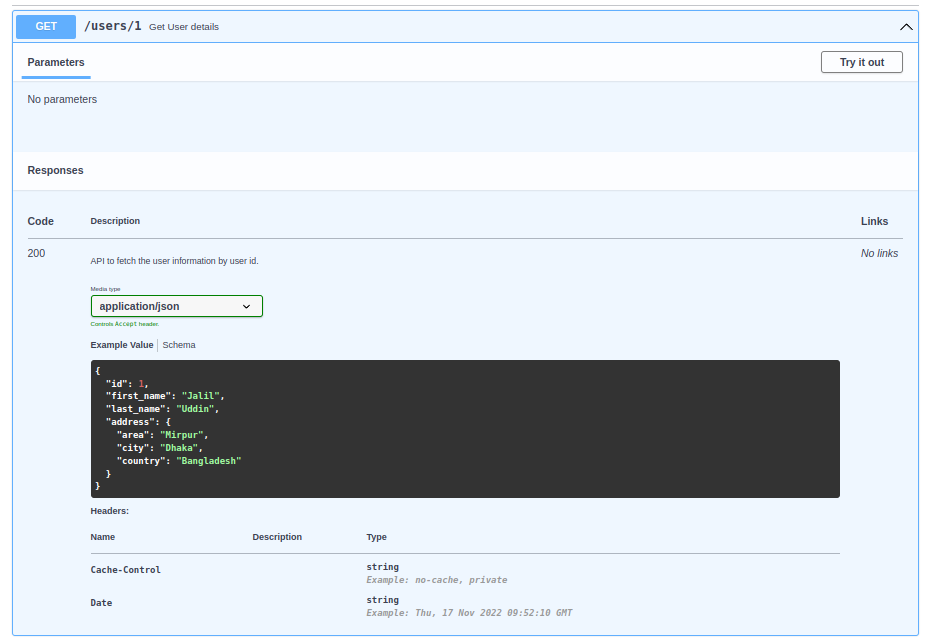 GET /users/1 Get User details
Parameters Try it out
No parameters
Responses
Code Description Links
200 API to fetch the user information by user id. No links
Media type
application/json
Controls Accept header.
Example Value Schema
{
"id": 1,
"first_name": "Jalil",
"last_name": "Uddin",
"address": {
"area": "Mirpur",
"city": "Dhaka",
"country": "Bangladesh"
}
}
Headers:
Name Description Type
Cache-Control string
Example: no-cache, private
Date string
Example: Thu, 17 Nov 2022 09:52:10 GMT